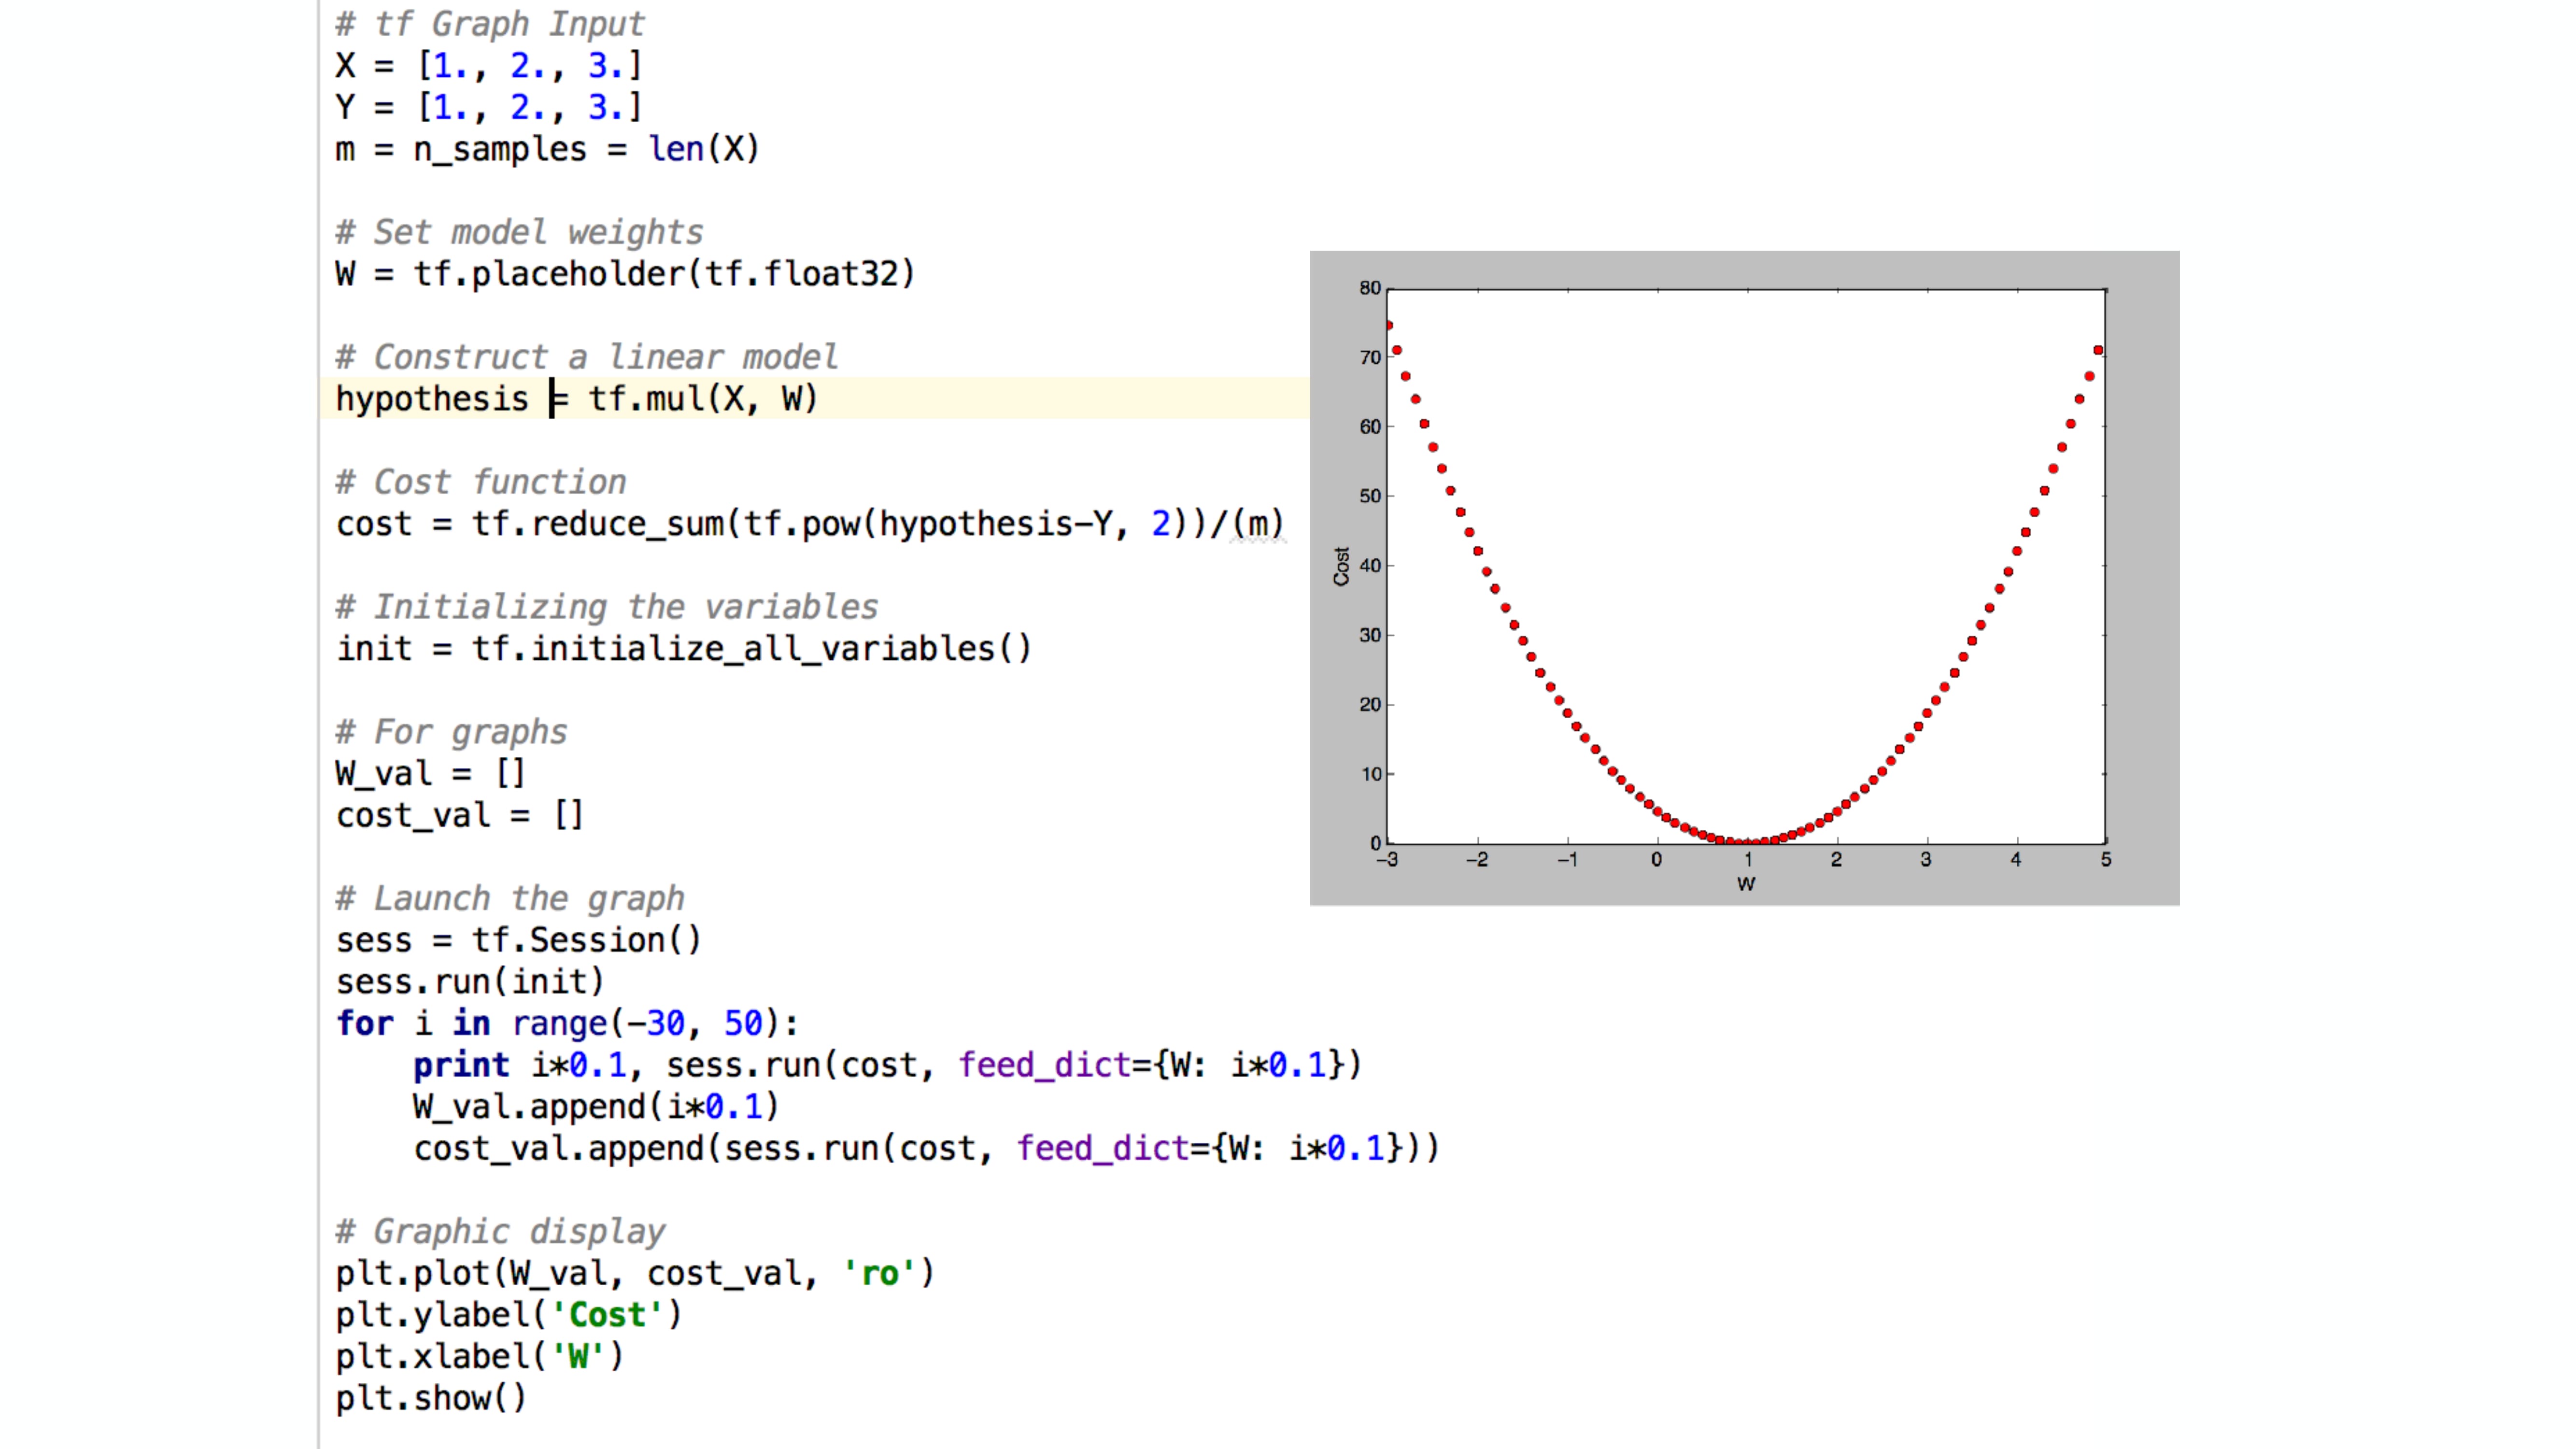 # tf Graph Input
X = [1., 2., 3.]
Y = [1., 2., 3.]
m = n_samples = len(X)
# Set model weights
W = tf.placeholder(tf.float32)
# Construct a linear model
hypothesis = tf.mul(X, W)
# Cost function
cost = tf.reduce_sum(tf.pow(hypothesis-Y, 2))/(m)
# Initializing the variables
init = tf.initialize_all_variables()
# For graphs
W_val = []
cost_val = []
# Launch the graph
sess = tf.Session()
sess.run(init)
for i in range(-30, 50):
    print i*0.1, sess.run(cost, feed_dict={W: i*0.1})
    W_val.append(i*0.1)
    cost_val.append(sess.run(cost, feed_dict={W: i*0.1}))
# Graphic display
plt.plot(W_val, cost_val, 'ro')
plt.ylabel('Cost')
plt.xlabel('W')
plt.show()
80
70
60
50
40
30
20
10
0
Cost
-3 -2 -1 0 1 2 3 4 5
W